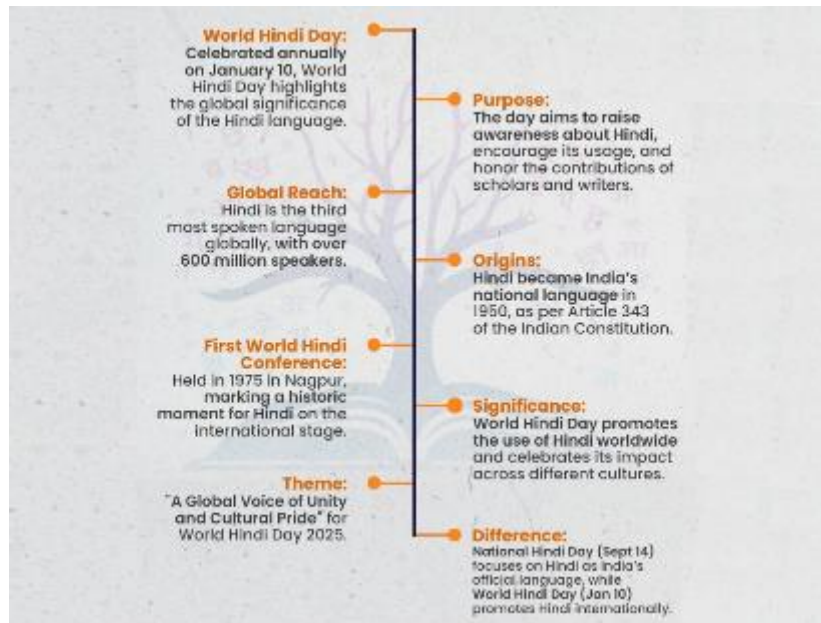 World Hindi Day:
Celebrated annually
on January 10, World
Hindi Day highlights
the global significance
of the Hindi language.
Purpose:
The day aims to raise
awareness about Hindi,
encourage its usage, and
honor the contributions of
scholars and writers.
Global Reach:
Hindi is the third
most spoken language
globally, with over
600 million speakers.
Origins:
Hindi became India's
national language in
1950, as per Article 343
of the Indian Constitution.
First World Hindi
Conference:
Held in 1975 in Nagpur,
marking a historic
moment for Hindi on the
international stage.
Significance:
World Hindi Day promotes
the use of Hindi worldwide
and celebrates its impact
across different cultures.
Theme:
"A Global Voice of Unity
and Cultural Pride" for
World Hindi Day 2025.
Difference:
National Hindi Day (Sept 14)
focuses on Hindi as India's
official language, while
World Hindi Day (Jan 10)
promotes Hindi internationally.